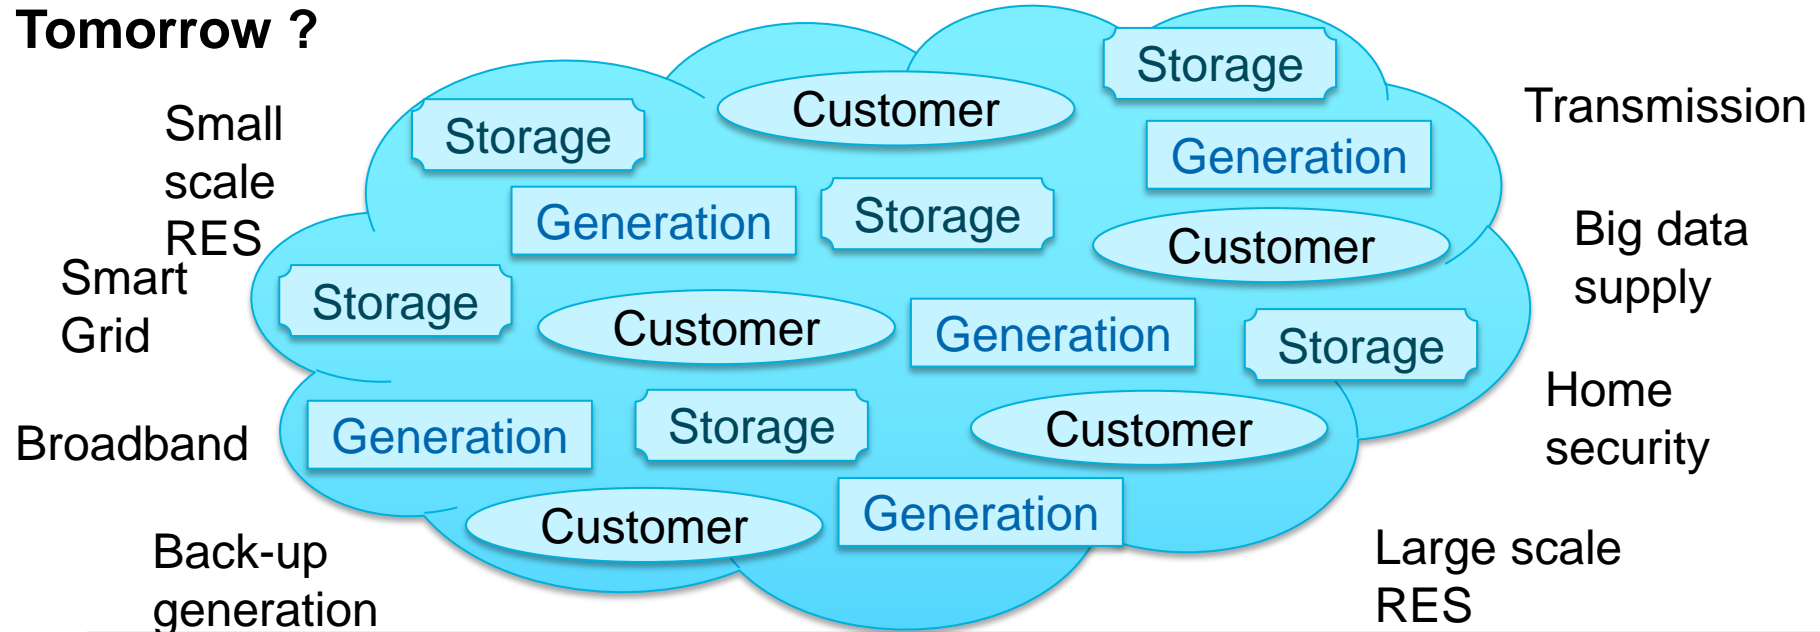 Tomorrow ?
Storage
Customer
Storage
Transmission
Small
scale
RES
Generation
Generation
Storage
Customer
Big data
supply
Smart
Grid
Storage
Customer
Generation
Storage
Home
security
Broadband
Generation
Storage
Customer
Customer
Generation
Back-up
generation
Large scale
RES